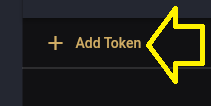 + Add Token